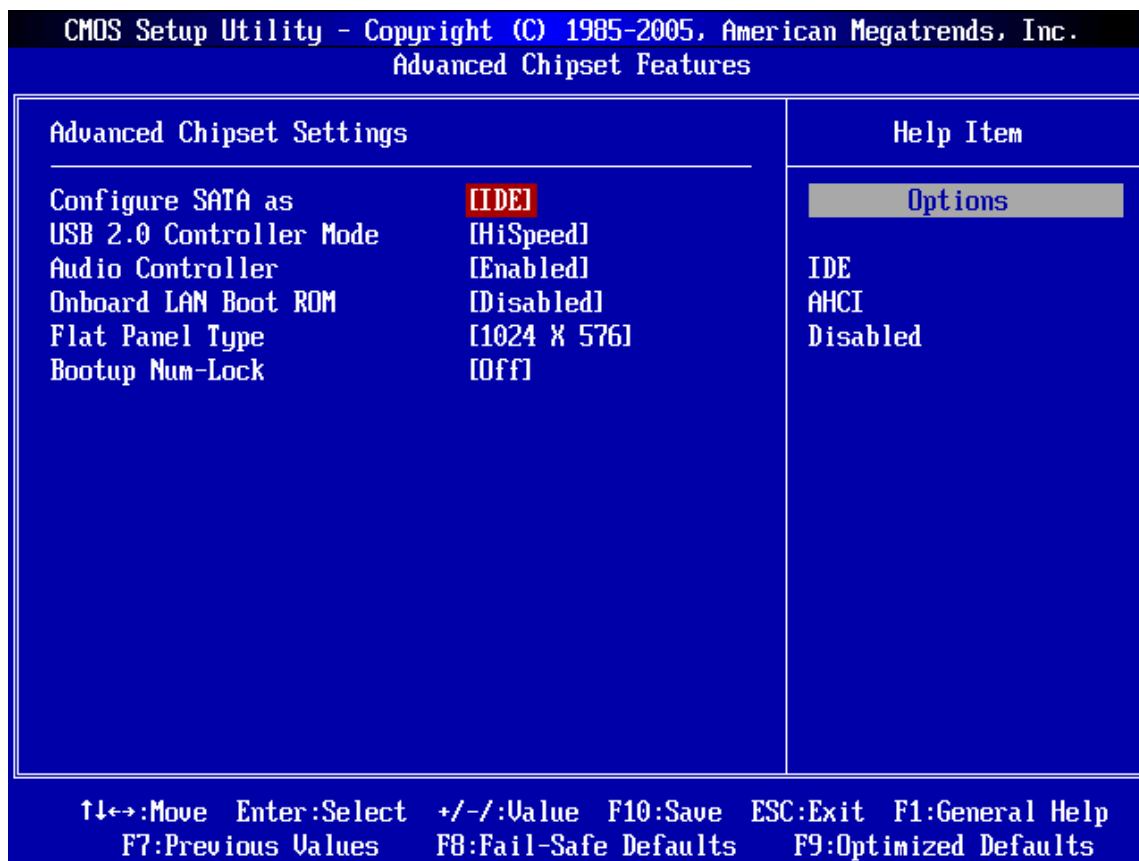 CMOS Setup Utility - Copyright (C) 1985-2005, American Megatrends, Inc.
Advanced Chipset Features
Advanced Chipset Settings
Configure SATA as [IDE]
USB 2.0 Controller Mode [HiSpeed]
Audio Controller [Enabled]
Onboard LAN Boot ROM [Disabled]
Flat Panel Type [1024 X 576]
Bootup Num-Lock [Off]
Help Item
Options
IDE
AHCI
Disabled
↑↓←→:Move Enter:Select +/-/:Value F10:Save ESC:Exit F1:General Help
F7:Previous Values F8:Fail-Safe Defaults F9:Optimized Defaults